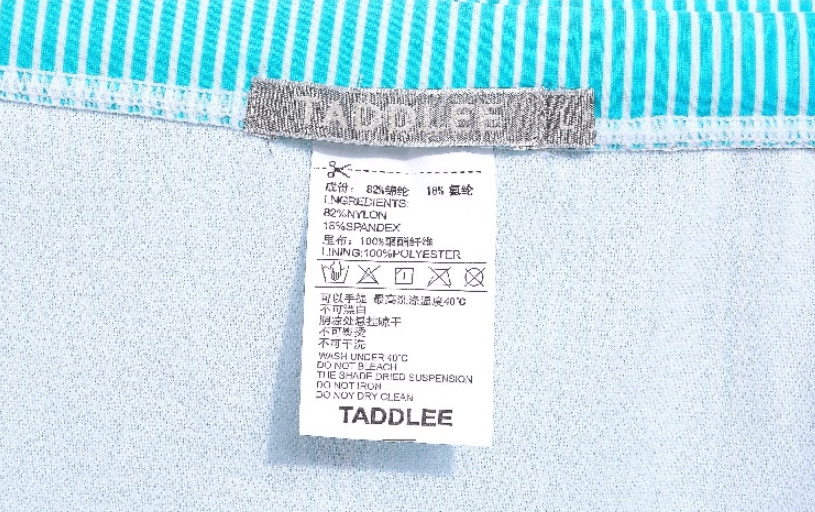 TADDLEE
成份： 82%锦纶 18% 氨纶
I.NGREDIENTS:
82%NYLON
18%SPANDEX
里布：100%聚酯纤维
LINING:100%POLYESTER
可以手搓 最高洗涤温度40°C
不可漂白
阴凉处悬挂晾干
不可熨烫
不可干洗
WASH UNDER 40°C
DO NOT BLEACH
THE SHADE DRIED SUSPENSION
DO NOT IRON
DO NOY DRY CLEAN
TADDLEE